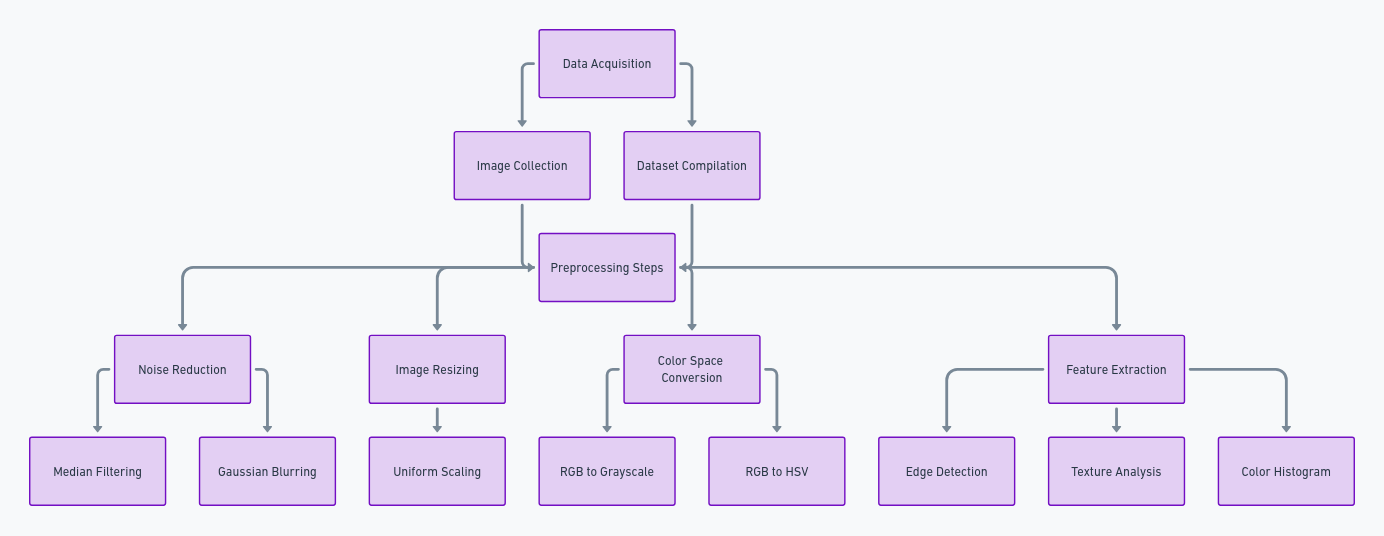 Data Acquisition
Image Collection
Dataset Compilation
Preprocessing Steps
Noise Reduction
Image Resizing
Color Space
Conversion
Feature Extraction
Median Filtering
Gaussian Blurring
Uniform Scaling
RGB to Grayscale
RGB to HSV
Edge Detection
Texture Analysis
Color Histogram